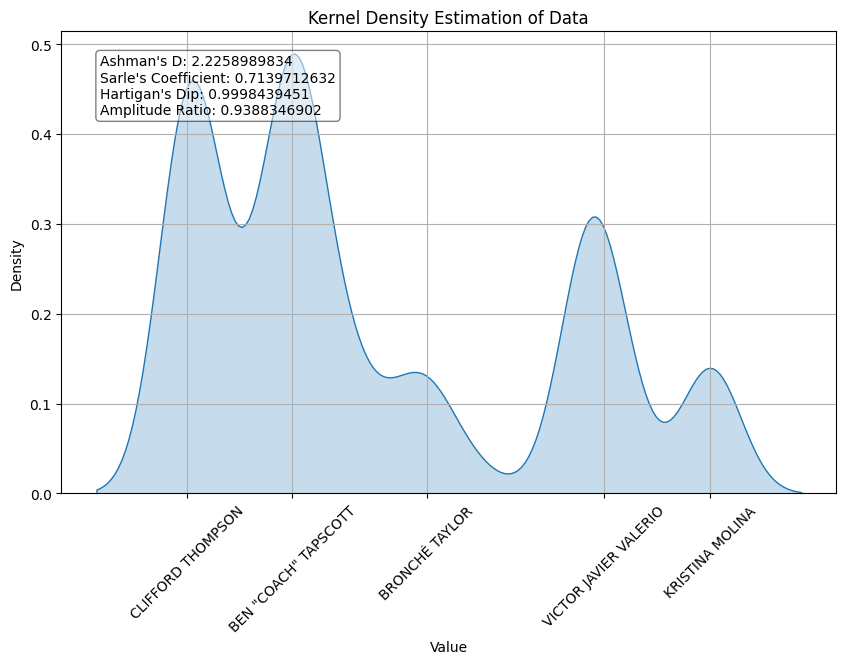 Kernel Density Estimation of Data
Ashman's D: 2.2258989834
Sarle's Coefficient: 0.7139712632
Hartigan's Dip: 0.9998439451
Amplitude Ratio: 0.9388346902
0.5
0.4
0.3
0.2
0.1
0.0
Density
CLIFFORD THOMPSON
BEN "COACH" TAPSCOTT
BRONCHÉ TAYLOR
VICTOR JAVIER VALERIO
KRISTINA MOLINA
Value